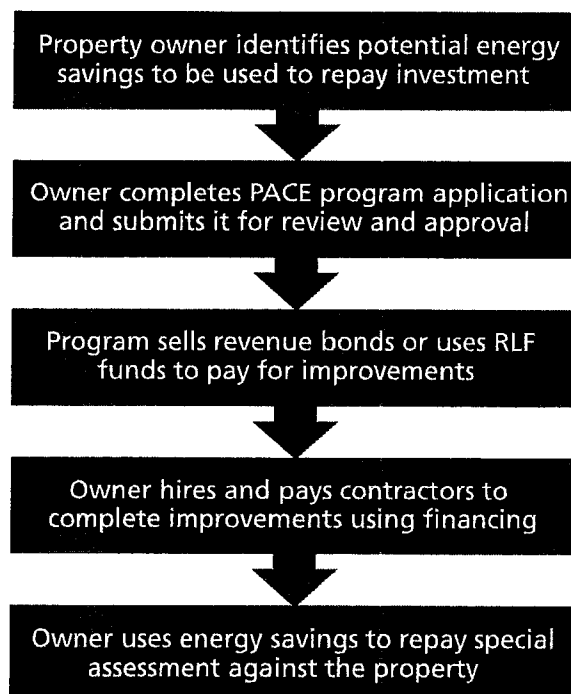 Property owner identifies potential energy
savings to be used to repay investment
Owner completes PACE program application
and submits it for review and approval
Program sells revenue bonds or uses RLF
funds to pay for improvements
Owner hires and pays contractors to
complete improvements using financing
Owner uses energy savings to repay special
assessment against the property